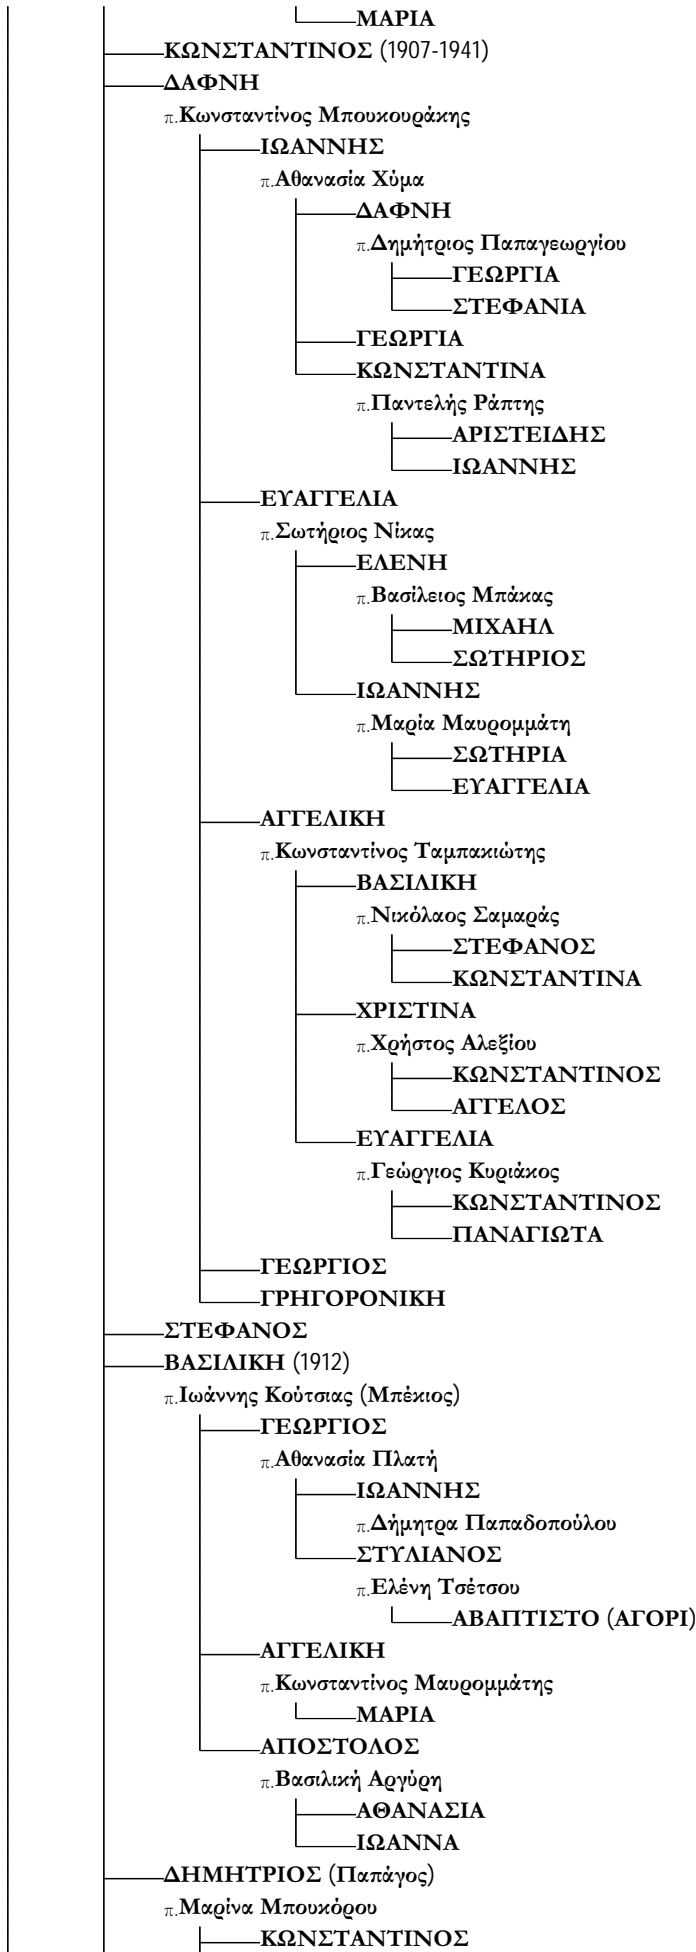 ΜΑΡΙΑ
ΚΩΝΣΤΑΝΤΙΝΟΣ (1907-1941)
ΔΑΦΝΗ
π.Κωνσταντίνος Μπουκουράκης
ΙΩΑΝΝΗΣ
π.Αθανασία Χύμα
ΔΑΦΝΗ
π.Δημήτριος Παπαγεωργίου
ΓΕΩΡΓΙΑ
ΣΤΕΦΑΝΙΑ
ΓΕΩΡΓΙΑ
ΚΩΝΣΤΑΝΤΙΝΑ
π.Παντελής Ράπτης
ΑΡΙΣΤΕΙΔΗΣ
ΙΩΑΝΝΗΣ
ΕΥΑΓΓΕΛΙΑ
π.Σωτήριος Νίκας
ΕΛΕΝΗ
π.Βασίλειος Μπάκας
ΜΙΧΑΗΛ
ΣΩΤΗΡΙΟΣ
ΙΩΑΝΝΗΣ
π.Μαρία Μαυρομμάτη
ΣΩΤΗΡΙΑ
ΕΥΑΓΓΕΛΙΑ
ΑΓΓΕΛΙΚΗ
π.Κωνσταντίνος Ταμπακιώτης
ΒΑΣΙΛΙΚΗ
π.Νικόλαος Σαμαράς
ΣΤΕΦΑΝΟΣ
ΚΩΝΣΤΑΝΤΙΝΑ
ΧΡΙΣΤΙΝΑ
π.Χρήστος Αλεξίου
ΚΩΝΣΤΑΝΤΙΝΟΣ
ΑΓΓΕΛΟΣ
ΕΥΑΓΓΕΛΙΑ
π.Γεώργιος Κυριάκος
ΚΩΝΣΤΑΝΤΙΝΟΣ
ΠΑΝΑΓΙΩΤΑ
ΓΕΩΡΓΙΟΣ
ΓΡΗΓΟΡΟΝΙΚΗ
ΣΤΕΦΑΝΟΣ
ΒΑΣΙΛΙΚΗ (1912)
π.Ιωάννης Κούτσιας (Μπέκιος)
ΓΕΩΡΓΙΟΣ
π.Αθανασία Πλατή
ΙΩΑΝΝΗΣ
π.Δήμητρα Παπαδοπούλου
ΣΤΥΛΙΑΝΟΣ
π.Ελένη Τσέτσου
ΑΒΑΠΤΙΣΤΟ (ΑΓΟΡΙ)
ΑΓΓΕΛΙΚΗ
π.Κωνσταντίνος Μαυρομμάτης
ΜΑΡΙΑ
ΑΠΟΣΤΟΛΟΣ
π.Βασιλική Αργύρη
ΑΘΑΝΑΣΙΑ
ΙΩΑΝΝΑ
ΔΗΜΗΤΡΙΟΣ (Παπάγος)
π.Μαρίνα Μπουκόρου
ΚΩΝΣΤΑΝΤΙΝΟΣ